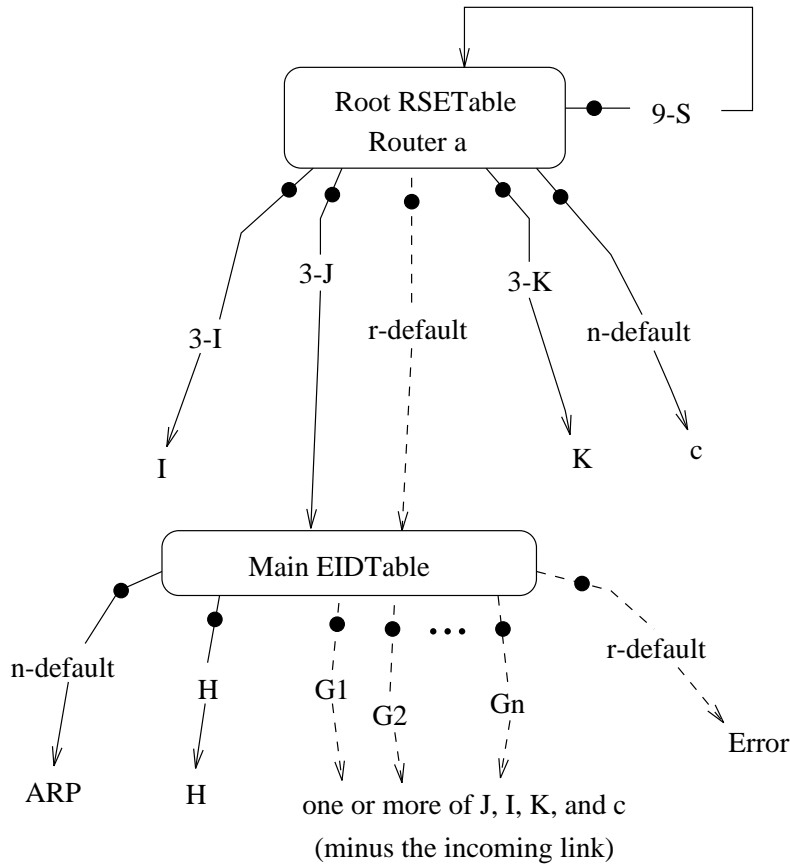 Root RSETable
Router a
9-S
3-J
3-K
3-I
r-default
n-default
I
K
c
Main EIDTable
n-default
H
G1
G2
...
Gn
r-default
ARP
H
Error
one or more of J, I, K, and c
(minus the incoming link)